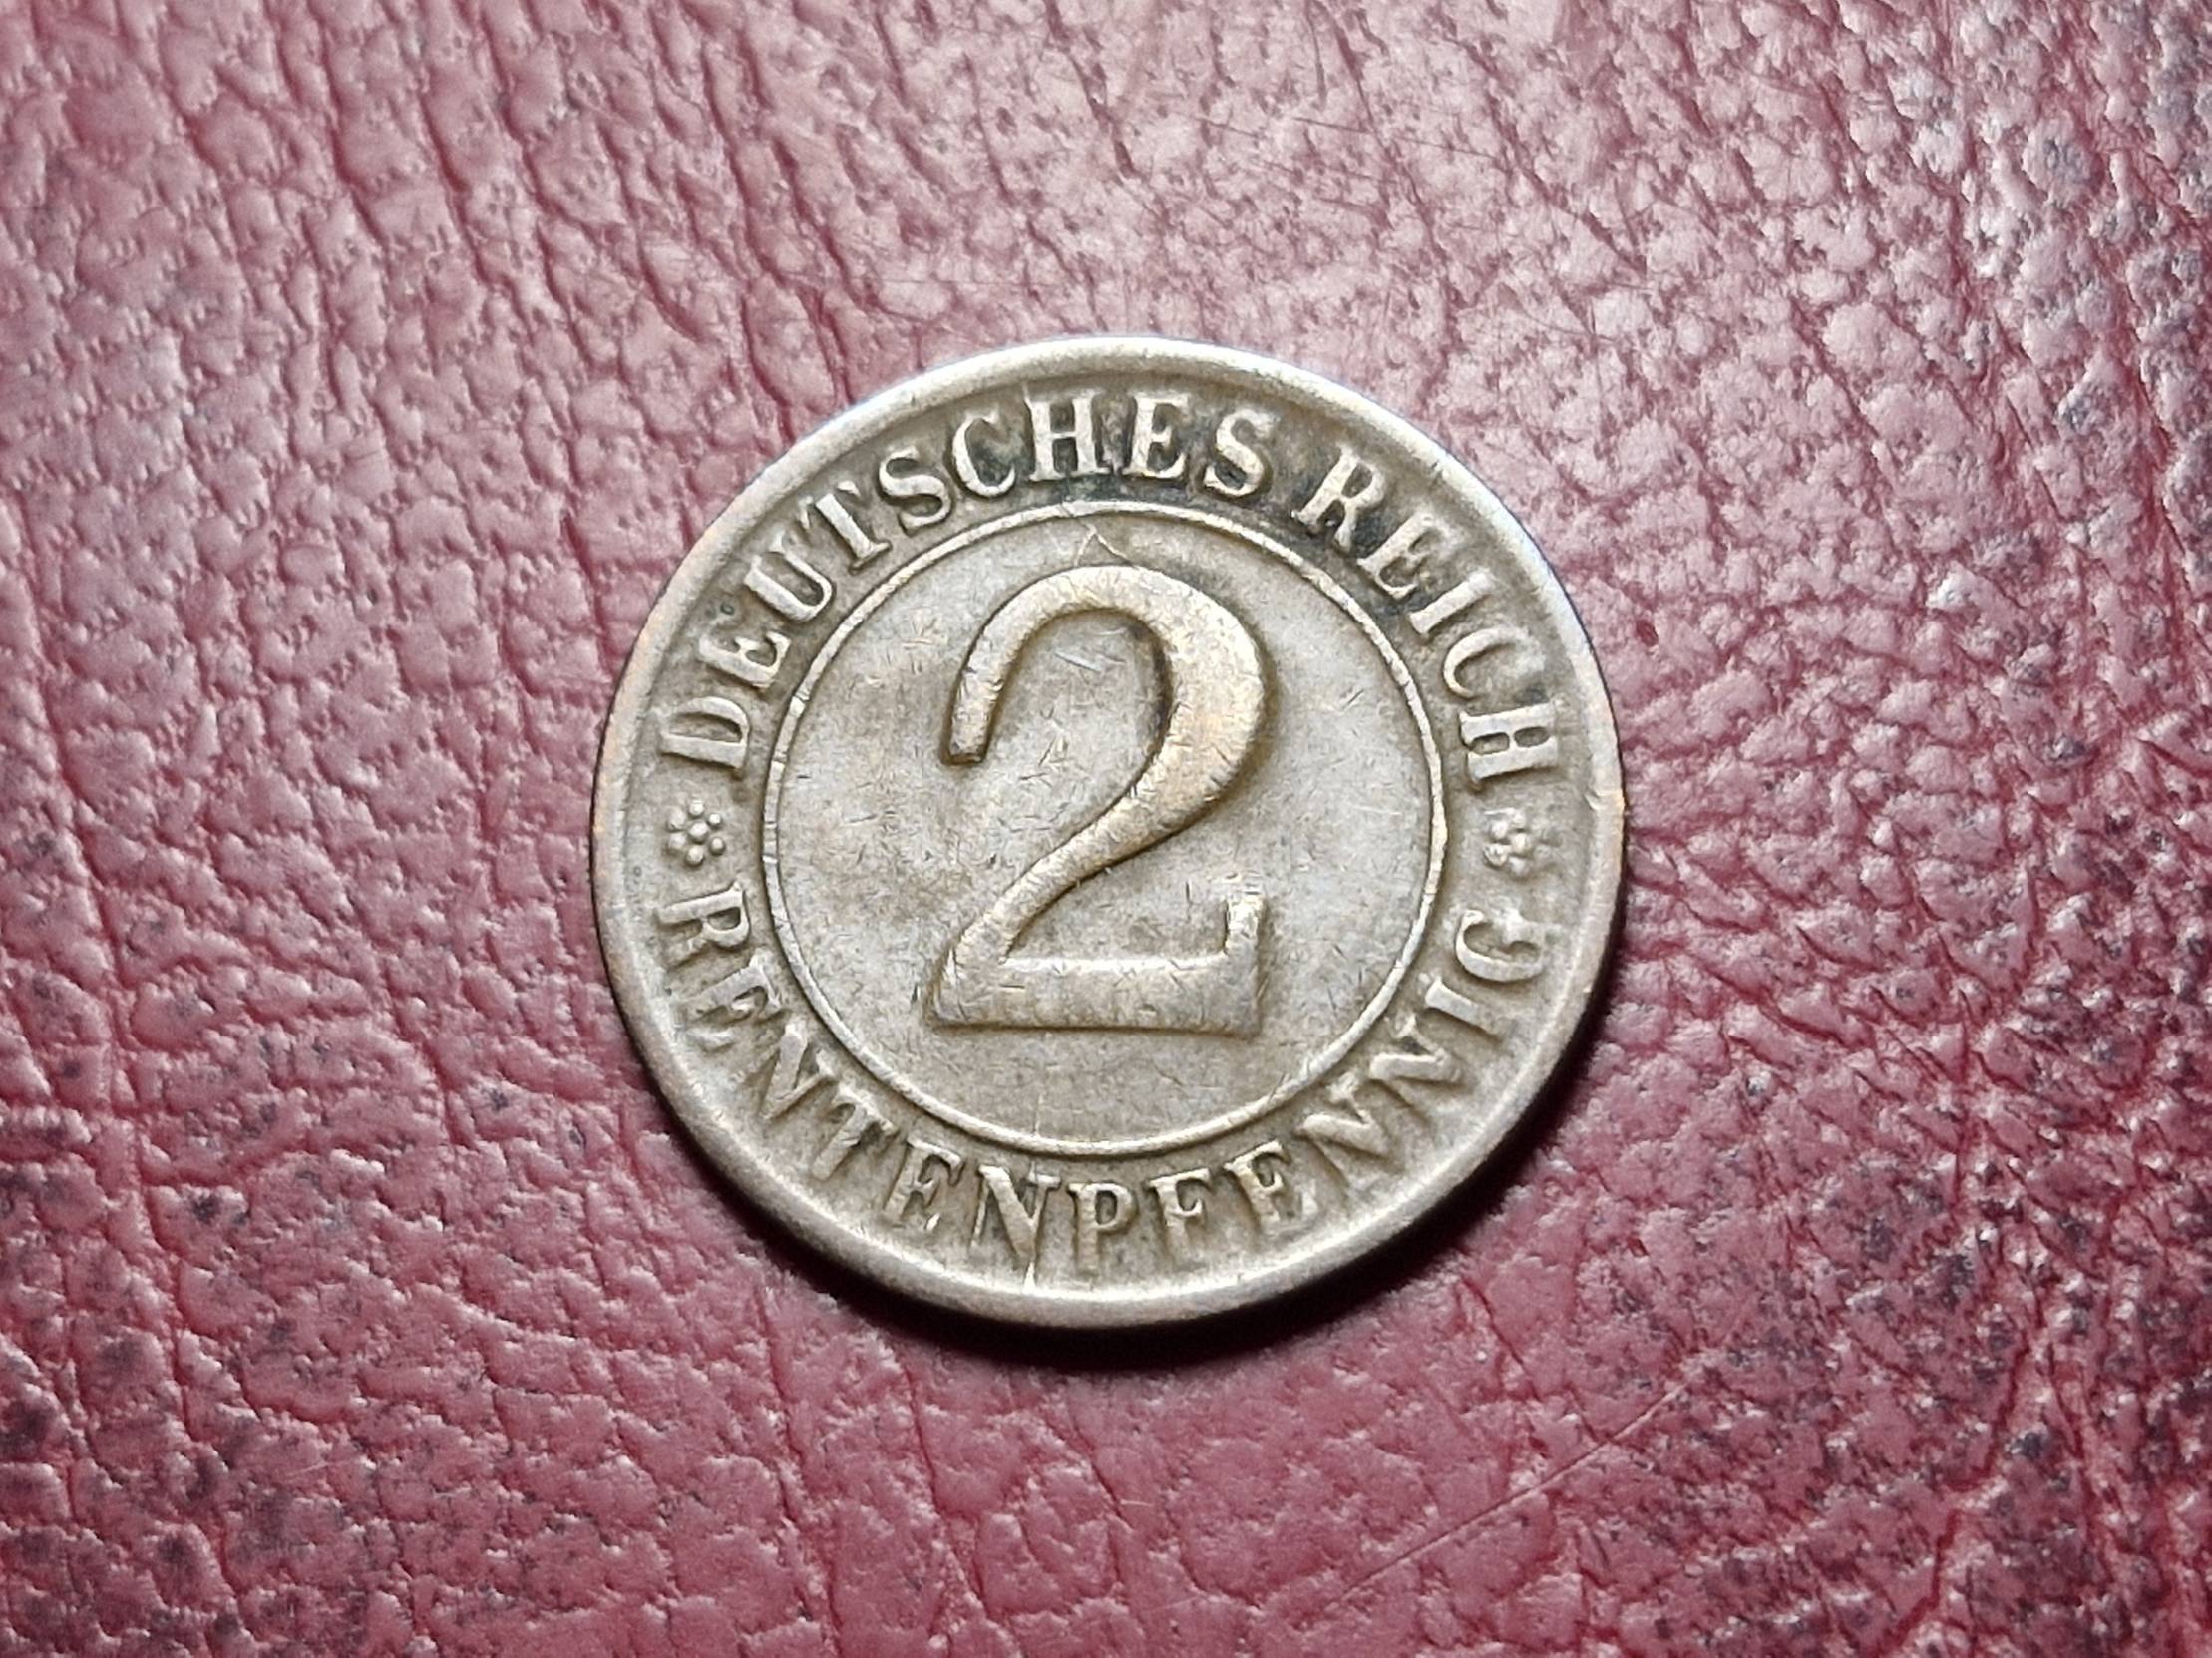 DEUTSCHES REICH
2
RENTENPFENNIG